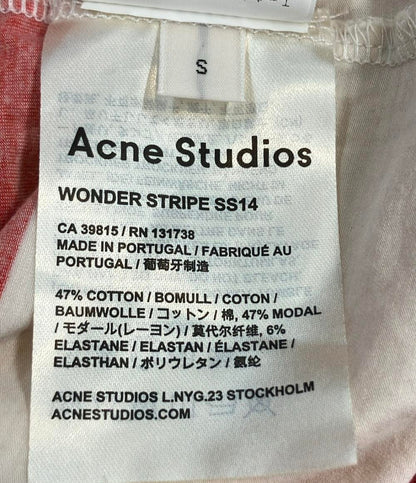 S
Acne Studios
WONDER STRIPE SS14
CA 39815 / RN 131738
MADE IN PORTUGAL / FABRIQUÉ AU
PORTUGAL / 葡萄牙制造
47% COTTON / BOMULL / COTON /
BAUMWOLLE / コットン / 棉, 47% MODAL
/ モダール(レーヨン) / 莫代尔纤维, 6%
ELASTANE / ELASTAN / ÉLASTANE /
ELASTHAN / ポリウレタン / 氨纶
ACNE STUDIOS L.NYG.23 STOCKHOLM
ACNESTUDIOS.COM